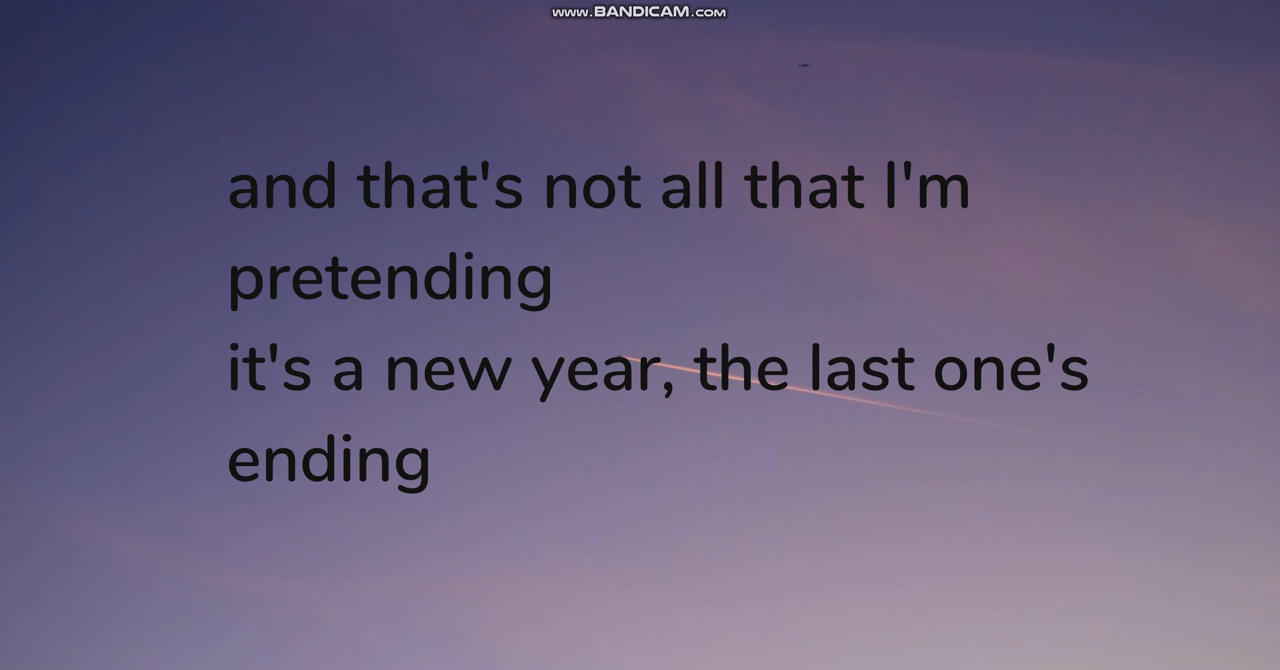 www.BANDICAM.com
and that's not all that I'm
pretending
it's a new year, the last one's
ending